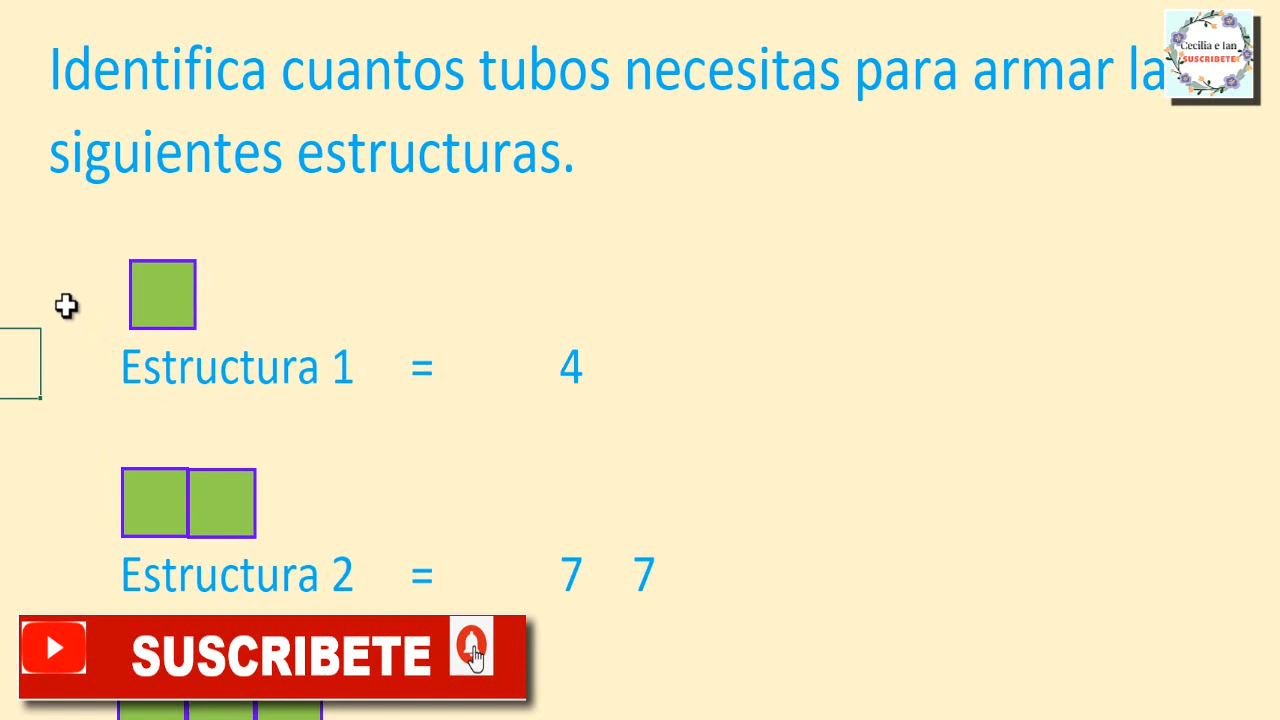 Identifica cuantos tubos necesitas para armar la
siguientes estructuras.
Cecilia e Ian
SUSCRIBETE
Estructura 1 = 4
Estructura 2 = 7 7
SUSCRIBETE